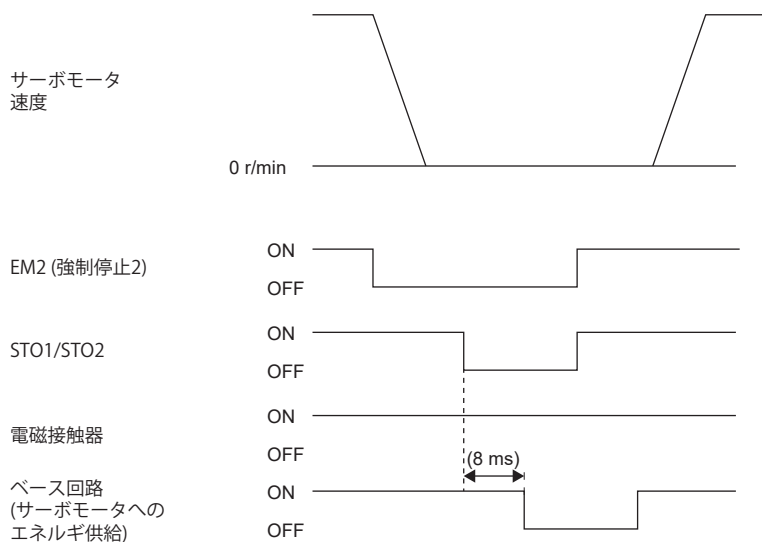 サーボモータ
速度
0 r/min
EM2 (強制停止2)
ON
OFF
STO1/STO2
ON
OFF
電磁接触器
ON
OFF
(8 ms)
ベース回路
(サーボモータへの
エネルギ供給)
ON
OFF